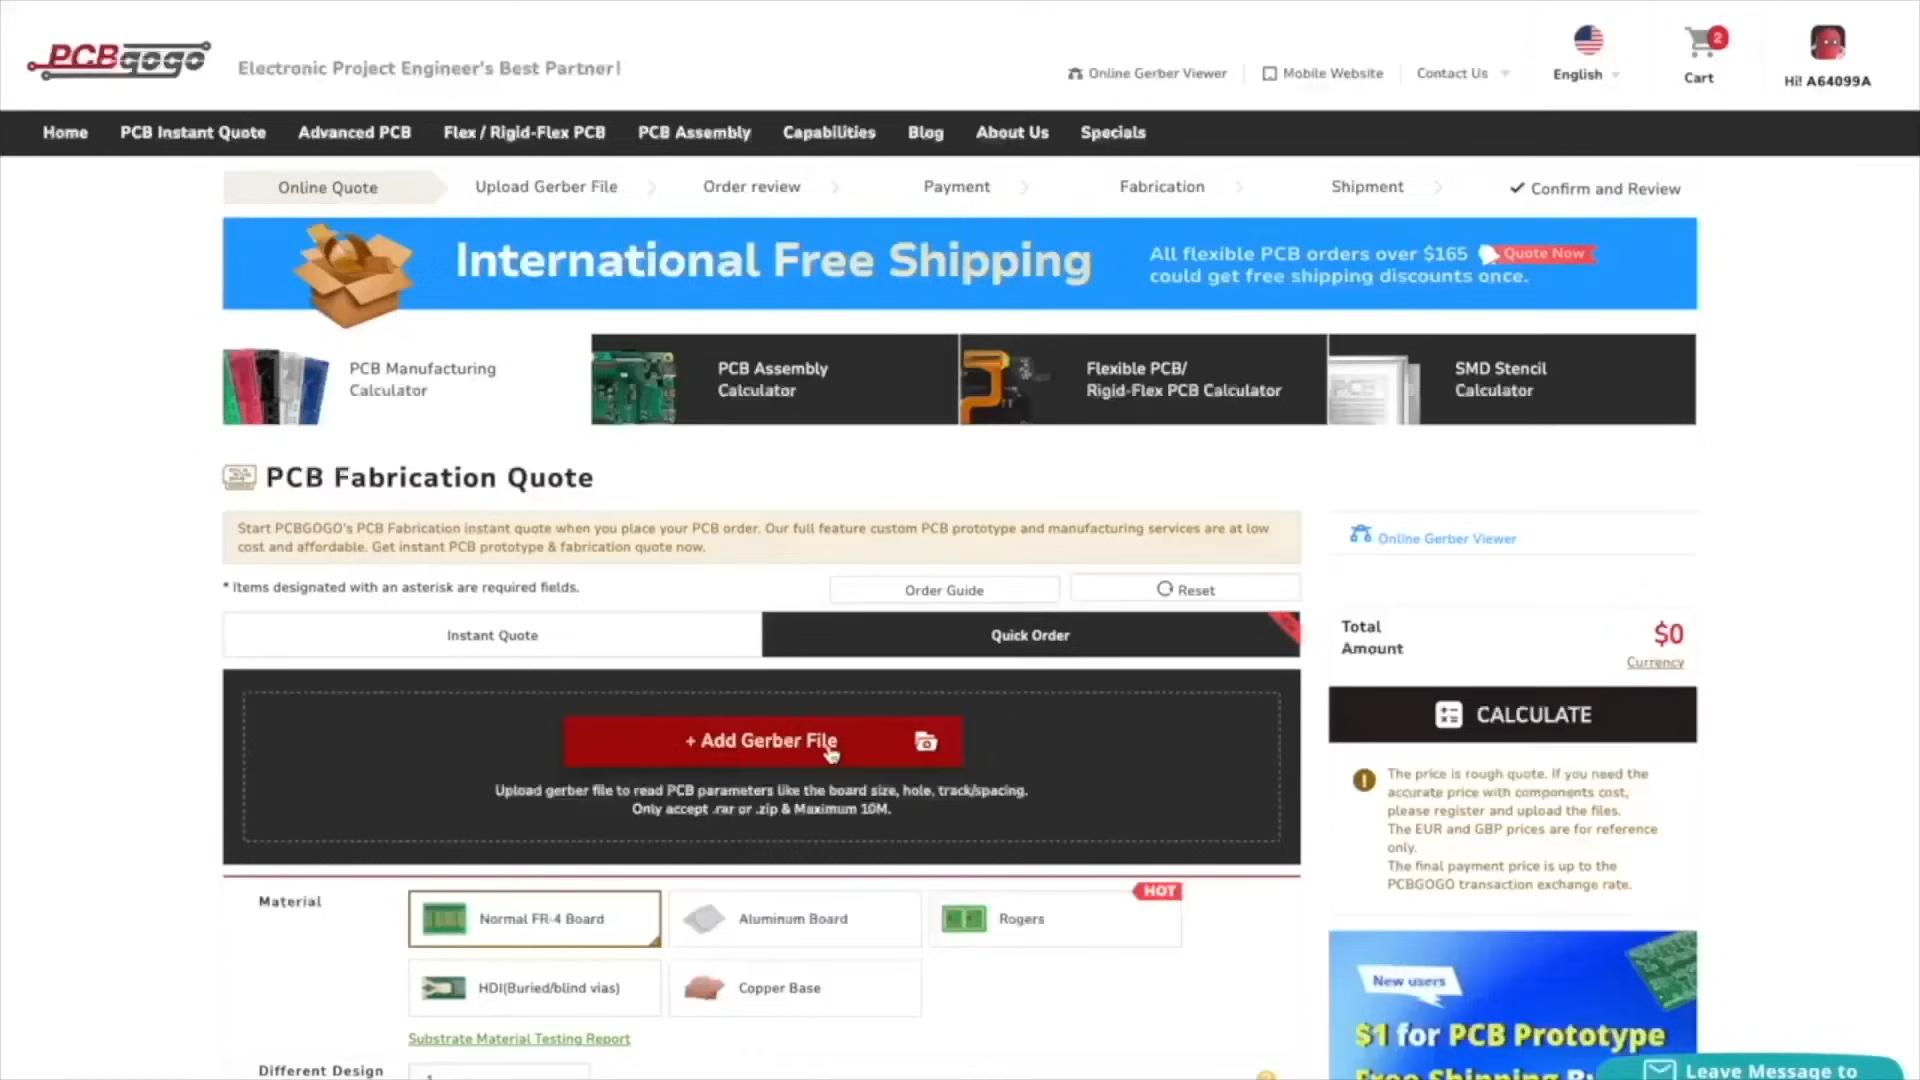 PCBgogo
Electronic Project Engineer's Best Partner!
Online Gerber Viewer
Mobile Website
Contact Us
English
2
Cart
Hi! A64099A
Home
PCB Instant Quote
Advanced PCB
Flex / Rigid-Flex PCB
PCB Assembly
Capabilities
Blog
About Us
Specials
Online Quote
Upload Gerber File
Order review
Payment
Fabrication
Shipment
Confirm and Review
International Free Shipping
All flexible PCB orders over $165
Quote Now
could get free shipping discounts once.
PCB Manufacturing
Calculator
PCB Assembly
Calculator
Flexible PCB/
Rigid-Flex PCB Calculator
SMD Stencil
Calculator
PCB Fabrication Quote
Start PCBGOGO's PCB Fabrication instant quote when you place your PCB order. Our full feature custom PCB prototype and manufacturing services are at low
cost and affordable. Get instant PCB prototype & fabrication quote now.
* Items designated with an asterisk are required fields.
Order Guide
Reset
Instant Quote
Quick Order
+ Add Gerber File
Upload gerber file to read PCB parameters like the board size, hole, track/spacing.
Only accept .rar or .zip & Maximum 10M.
Material
Normal FR-4 Board
Aluminum Board
Rogers
HOT
HDI(Buried/blind vias)
Copper Base
Substrate Material Testing Report
Different Design
Online Gerber Viewer
Total
Amount
$0
Currency
CALCULATE
The price is rough quote. If you need the
accurate price with components cost,
please register and upload the files.
The EUR and GBP prices are for reference
only.
The final payment price is up to the
PCBGOGO transaction exchange rate.
New users
$1 for PCB Prototype
Free Shipping
Leave Message to